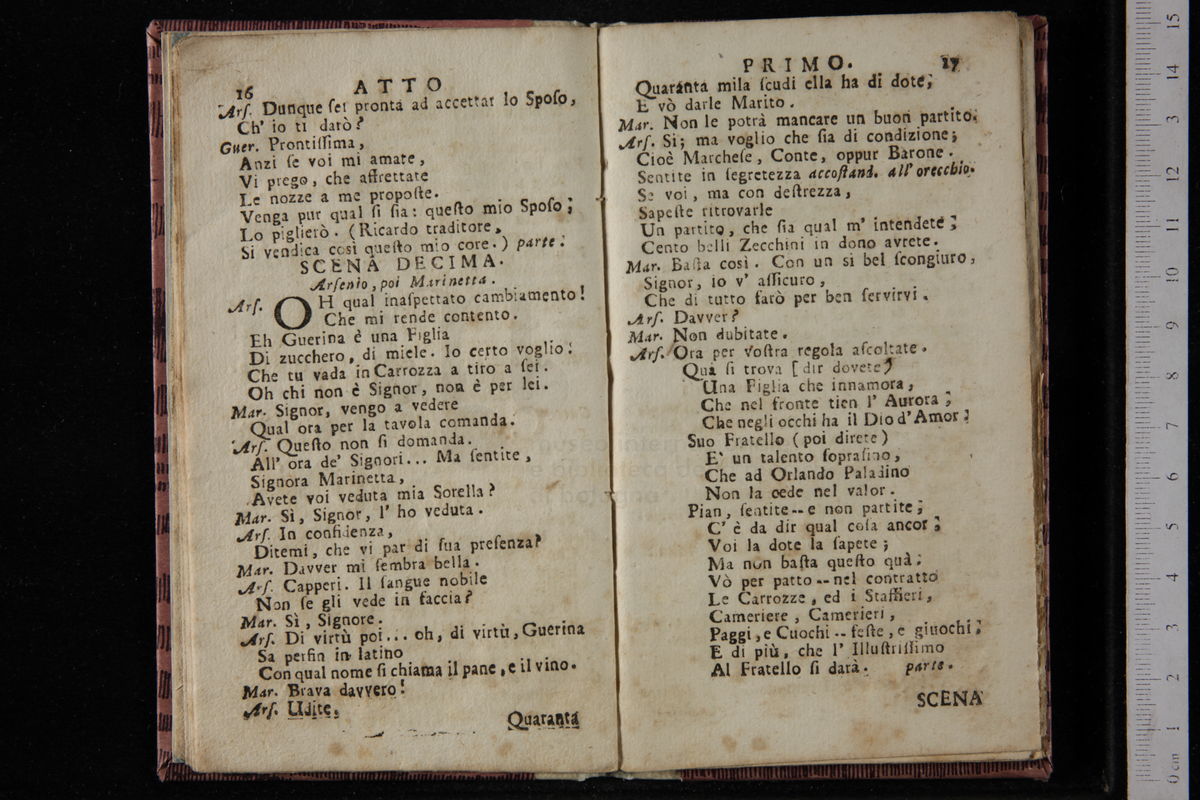 16 ATTO
Arſ. Dunque ſei pronta ad accettar lo Spoſo,
Ch' io ti darò?
Guer. Prontiſſima,
Anzi ſe voi mi amate,
Vi prego, che affrettate
Le nozze a me propoſte.
Venga pur qual ſi ſia: queſto mio Spoſo;
Lo piglierò. (Ricardo traditore,
Si vendica così queſto mio core.) parte.
SCENA DECIMA.
Arſenio, poi Marinetta.
Arſ. OH qual inaſpettato cambiamento!
Che mi rende contento.
Eh Guerina è una Figlia
Di zucchero, di miele. Io certo voglio:
Che tu vada in Carrozza a tiro a ſei.
Oh chi non è Signor, non è per lei.
Mar. Signor, vengo a vedere
Qual ora per la tavola comanda.
Arſ. Queſto non ſi domanda.
All' ora de' Signori... Ma ſentite,
Signora Marinetta,
Avete voi veduta mia Sorella?
Mar. Sì, Signor, l' ho veduta.
Arſ. In confidenza,
Ditemi, che vi par di ſua preſenza?
Mar. Davver mi ſembra bella.
Arſ. Capperi. Il ſangue nobile
Non ſe gli vede in faccia?
Mar. Sì, Signore.
Arſ. Di virtù poi... oh, di virtù, Guerina
Sa perfin in latino
Con qual nome ſi chiama il pane, e il vino.
Mar. Brava davvero!
Arſ. Udite.
Quaranta
PRIMO. 17
Quaranta mila ſcudi ella ha di dote;
E vò darle Marito.
Mar. Non le potrà mancare un buon partito.
Arſ. Si; ma voglio che ſia di condizione;
Cioè Marcheſe, Conte, oppur Barone.
Sentite in ſegretezza accoſtand. all' orecchio.
Se voi, ma con deſtrezza,
Sapeſte ritrovarle
Un partito, che ſia qual m' intendete;
Cento belli Zecchini in dono avrete.
Mar. Baſta così. Con un si bel ſcongiuro,
Signor, io v' aſſicuro,
Che di tutto farò per ben ſervirvi.
Arſ. Davver?
Mar. Non dubitate.
Arſ. Ora per voſtra regola aſcoltate.
Quà ſi trova [dir dovete)
Una Figlia che innamora,
Che nel fronte tien l' Aurora;
Che negli occhi ha il Dio d'Amor:
Suo Fratello (poi direte)
E' un talento ſopraſino,
Che ad Orlando Paladino
Non la cede nel valor.
Pian, ſentite -- e non partite;
C' è da dir qual coſa ancor;
Voi la dote la ſapete;
Ma non baſta queſto quà:
Vò per patto -- nel contratto
Le Carrozze, ed i Staffieri,
Cameriere, Camerieri,
Paggi, e Cuochi -- feſte, e giuochi;
E di più, che l' Illuſtriſſimo
Al Fratello ſi darà. parte.
SCENA